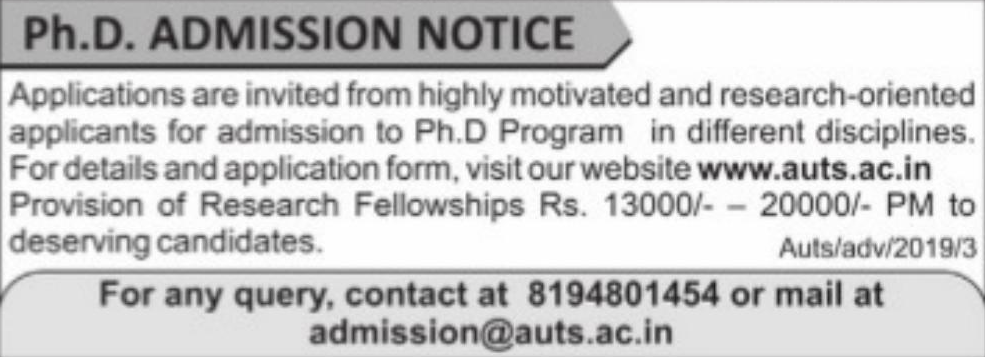 Ph.D. ADMISSION NOTICE
Applications are invited from highly motivated and research-oriented
applicants for admission to Ph.D Program in different disciplines.
For details and application form, visit our website www.auts.ac.in
Provision of Research Fellowships Rs. 13000/- – 20000/- PM to
deserving candidates.
Auts/adv/2019/3
For any query, contact at 8194801454 or mail at
admission@auts.ac.in